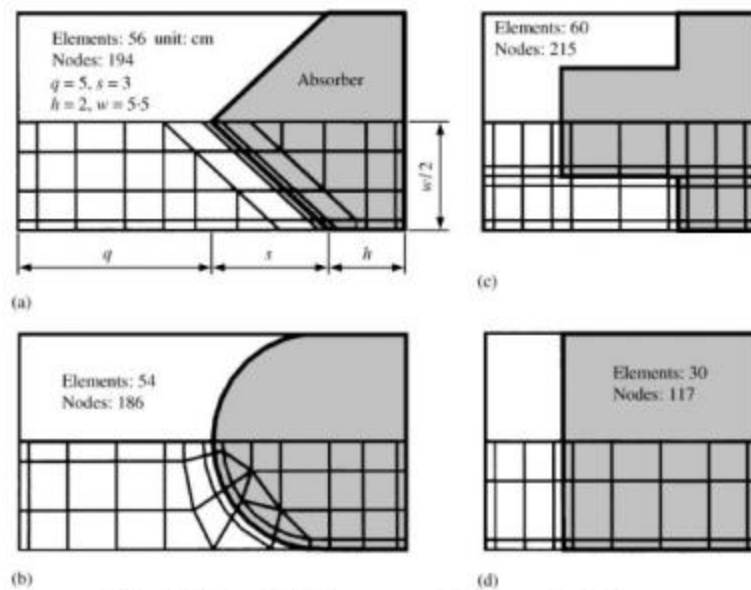 Elements: 56 unit: cm
Nodes: 194
q = 5, s = 3
h = 2, w = 5·5
Absorber
w/2
q
s
h
(a)
Elements: 60
Nodes: 215
(c)
Elements: 54
Nodes: 186
(b)
Elements: 30
Nodes: 117
(d)